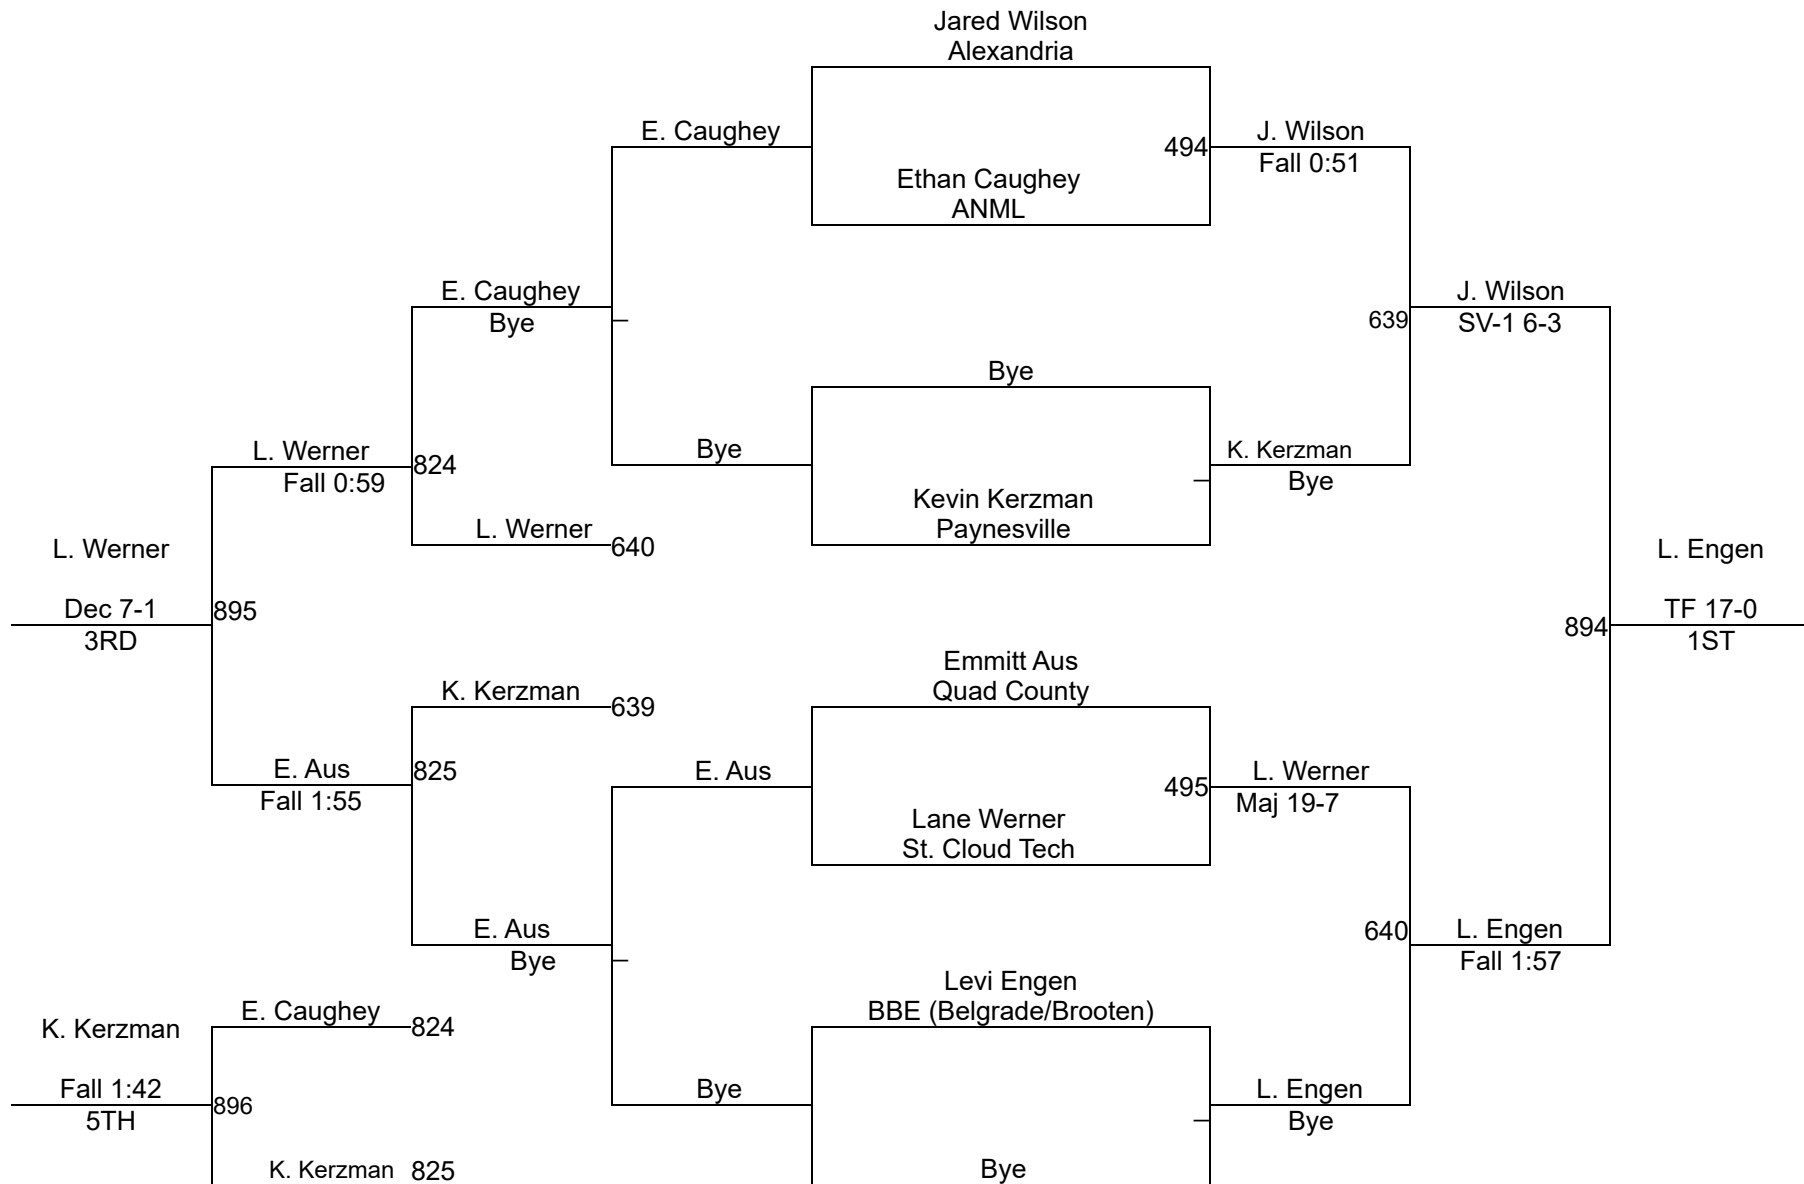 Jared Wilson
Alexandria
E. Caughey
494
J. Wilson
Fall 0:51
Ethan Caughey
ANML
E. Caughey
Bye
639
J. Wilson
SV-1 6-3
Bye
L. Werner
Fall 0:59
824
Bye
K. Kerzman
Bye
Kevin Kerzman
Paynesville
L. Werner
640
L. Werner
Dec 7-1
3RD
895
L. Engen
TF 17-0
1ST
894
Emmitt Aus
Quad County
K. Kerzman
639
E. Aus
Fall 1:55
825
E. Aus
495
L. Werner
Maj 19-7
Lane Werner
St. Cloud Tech
E. Aus
Bye
640
L. Engen
Fall 1:57
Levi Engen
BBE (Belgrade/Brooten)
E. Caughey
824
K. Kerzman
Fall 1:42
5TH
896
Bye
L. Engen
Bye
K. Kerzman
825
Bye